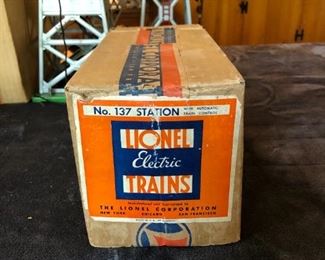 No. 137 STATION WITH AUTOMATIC
TRAIN CONTROL
LIONEL
Electric
TRAINS
THE LIONEL CORPORATION
NEW YORK CHICAGO SAN FRANCISCO